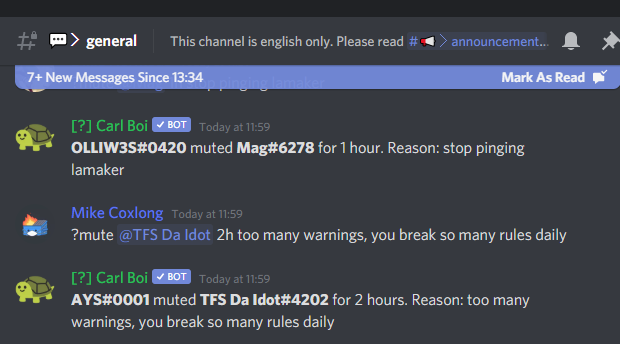 general
This channel is english only. Please read # > announcement...
7+ New Messages Since 13:34
Mark As Read
[?] Carl Boi BOT Today at 11:59
OLLIW3S#0420 muted Mag#6278 for 1 hour. Reason: stop pinging
lamaker
Mike Coxlong Today at 11:59
?mute @TFS Da Idot 2h too many warnings, you break so many rules daily
[?] Carl Boi BOT Today at 11:59
AYS#0001 muted TFS Da Idot#4202 for 2 hours. Reason: too many
warnings, you break so many rules daily